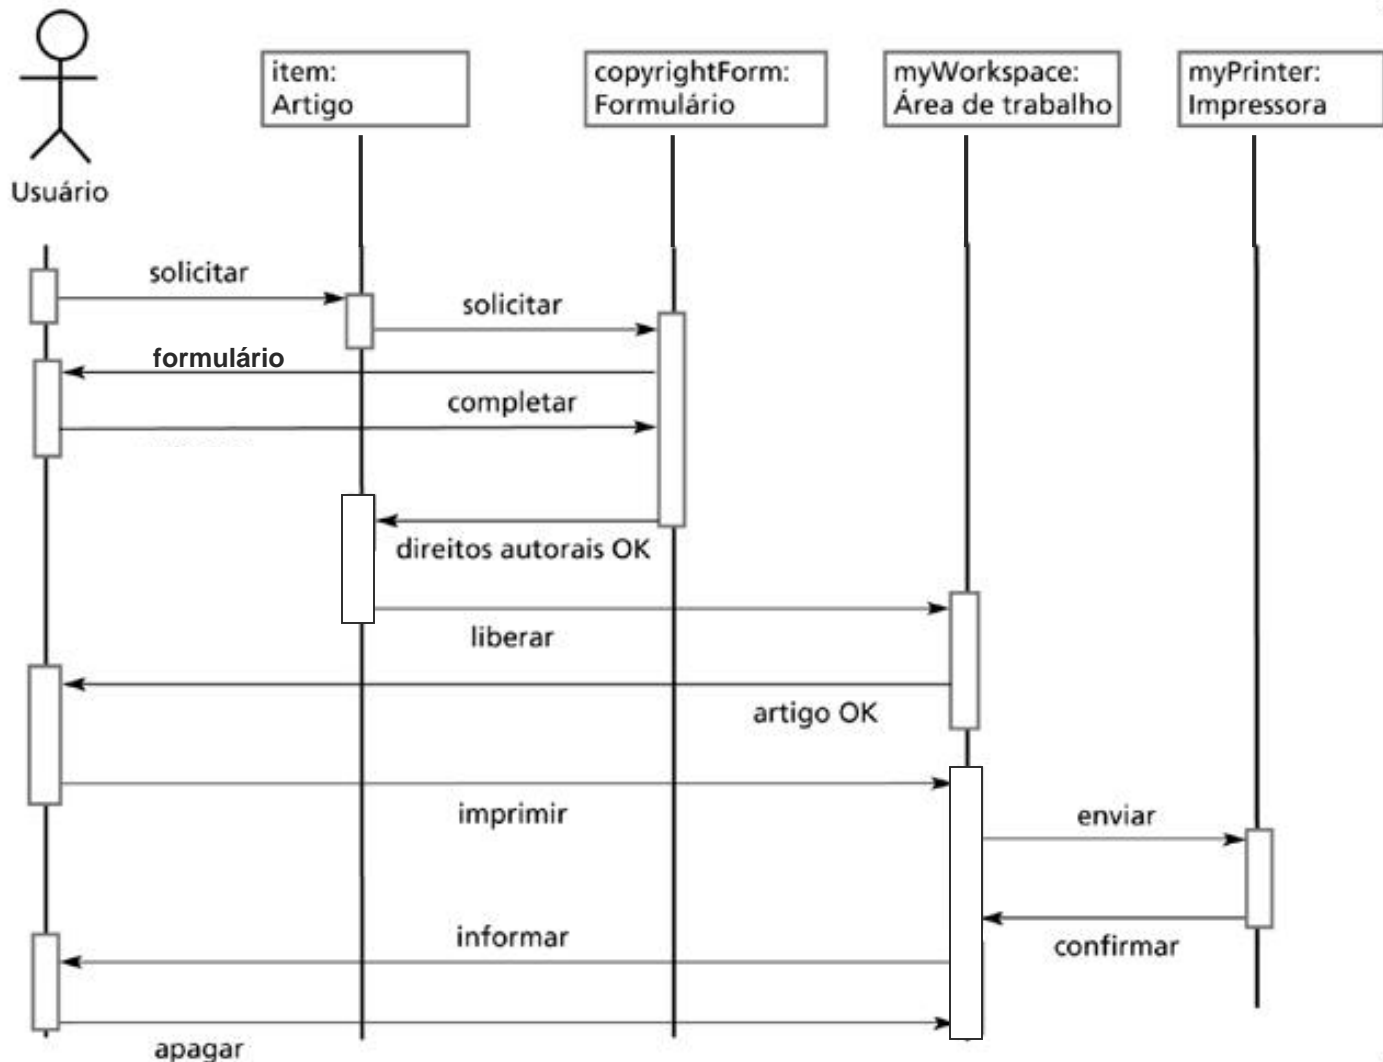 item:
Artigo
copyrightForm:
Formulário
myWorkspace:
Área de trabalho
myPrinter:
Impressora
Usuário
solicitar
solicitar
formulário
completar
direitos autorais OK
liberar
artigo OK
imprimir
enviar
informar
confirmar
apagar